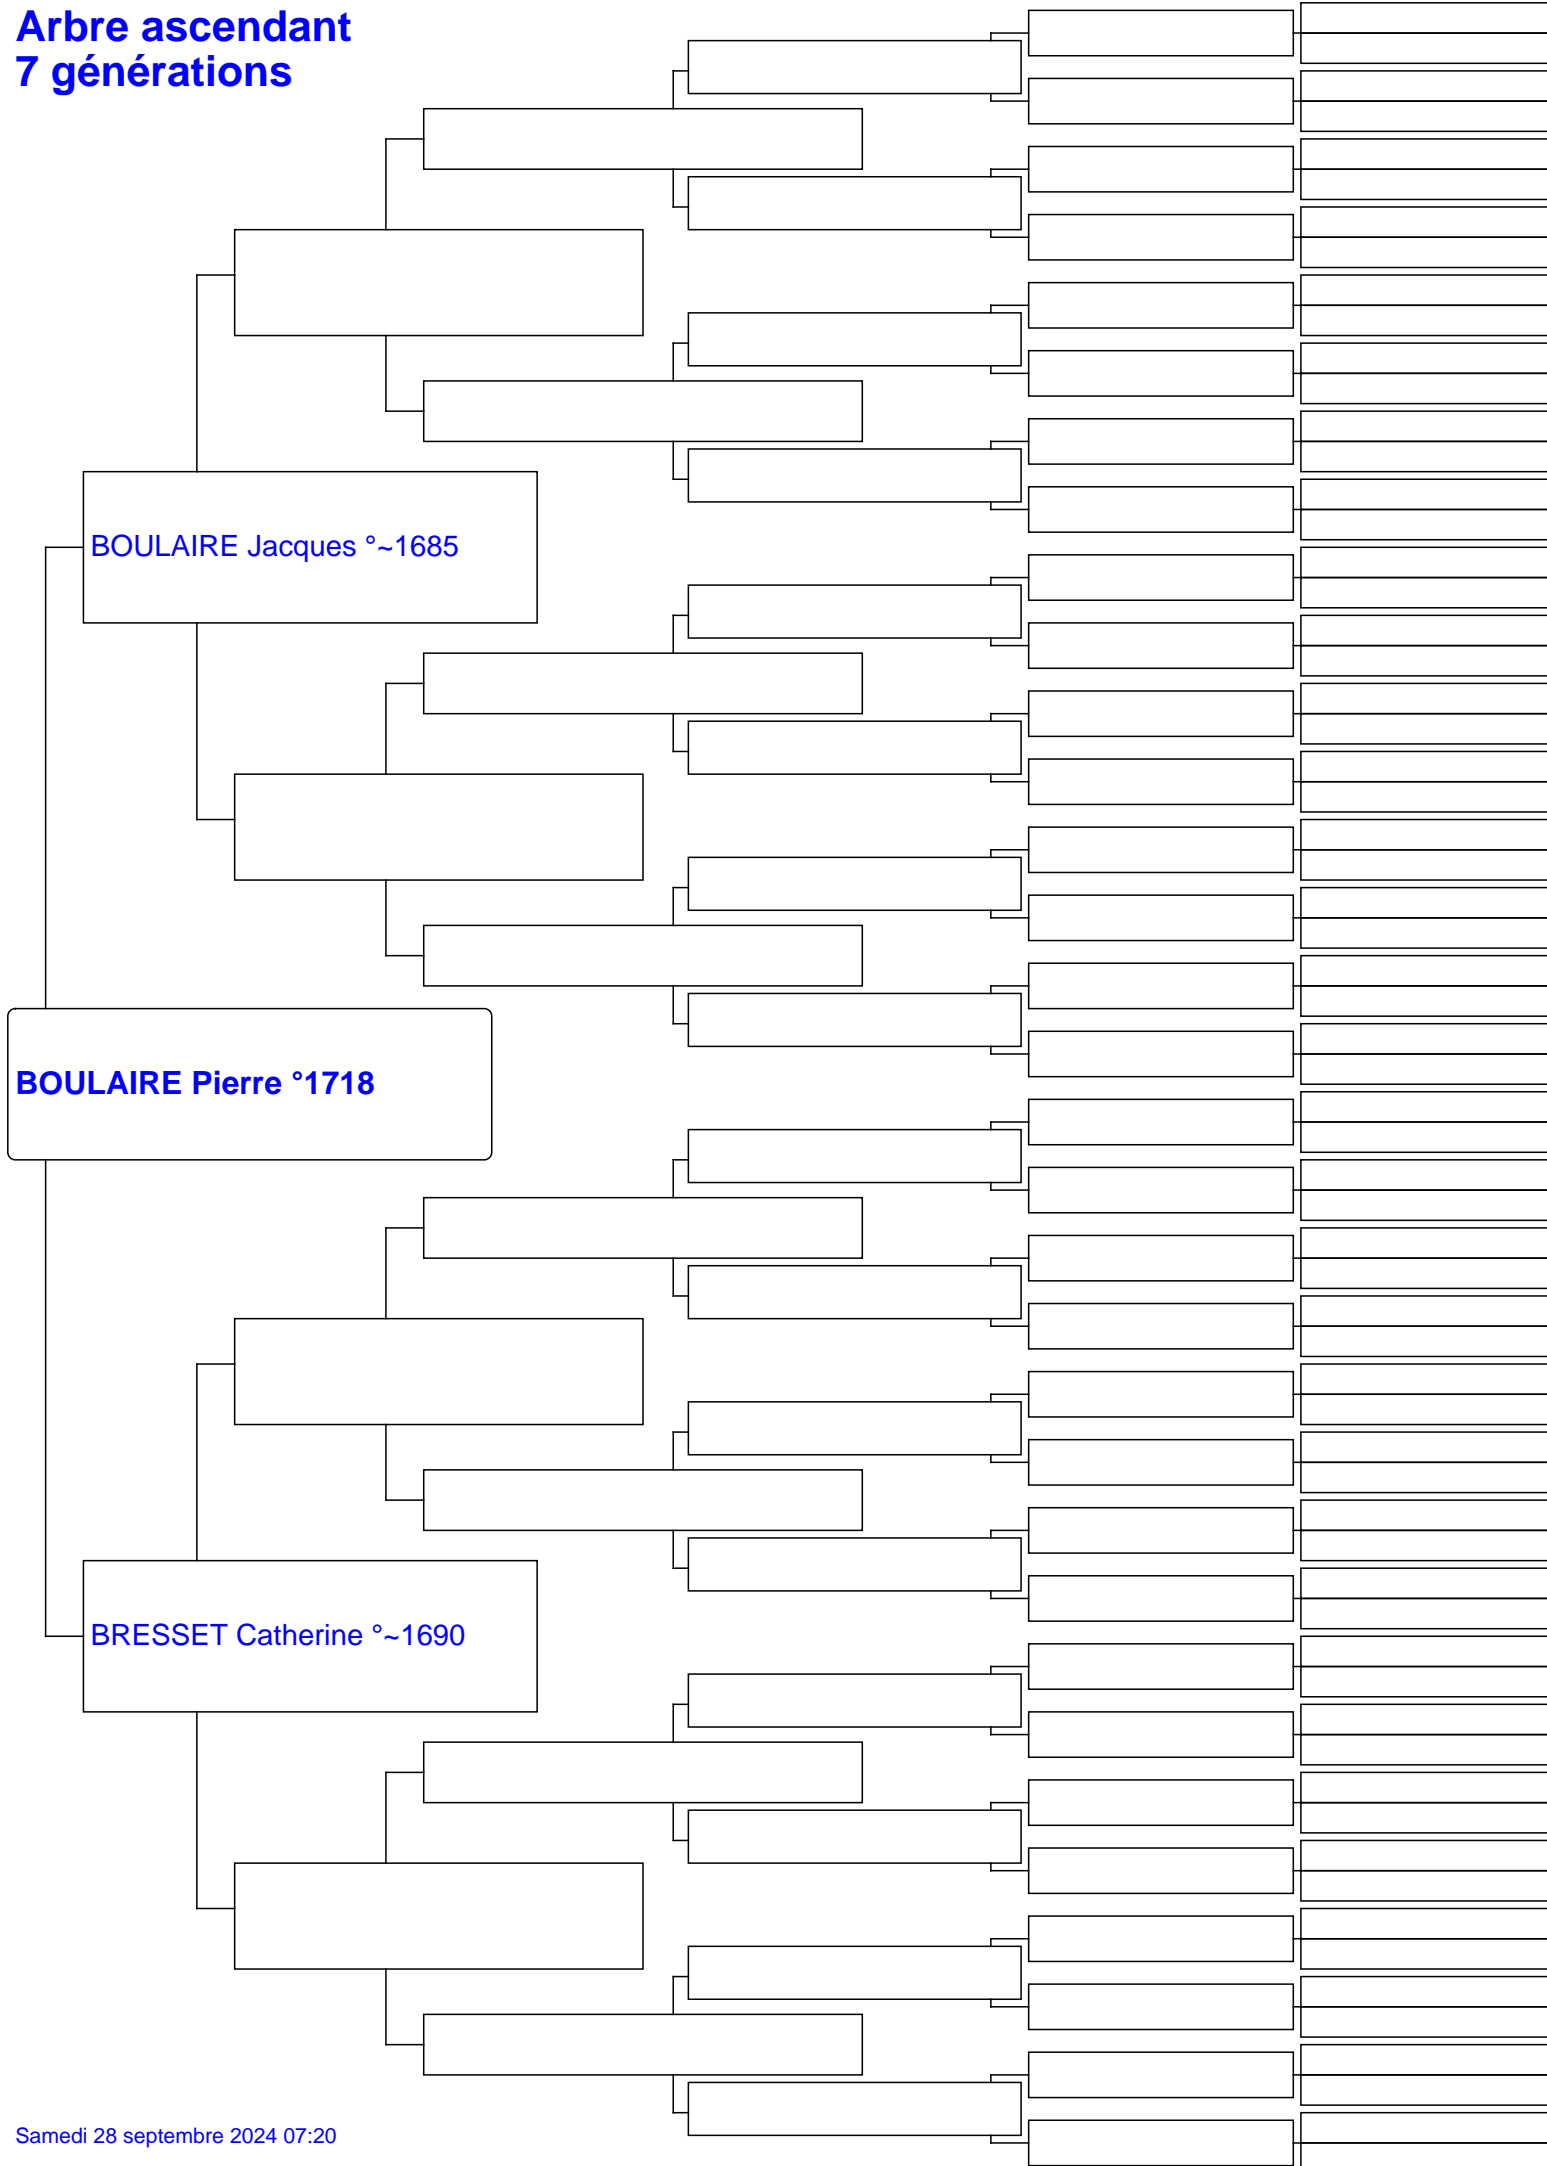 Arbre ascendant
7 générations
BOULAIRE Jacques °~1685
BOULAIRE Pierre °1718
BRESSET Catherine °~1690
Samedi 28 septembre 2024 07:20